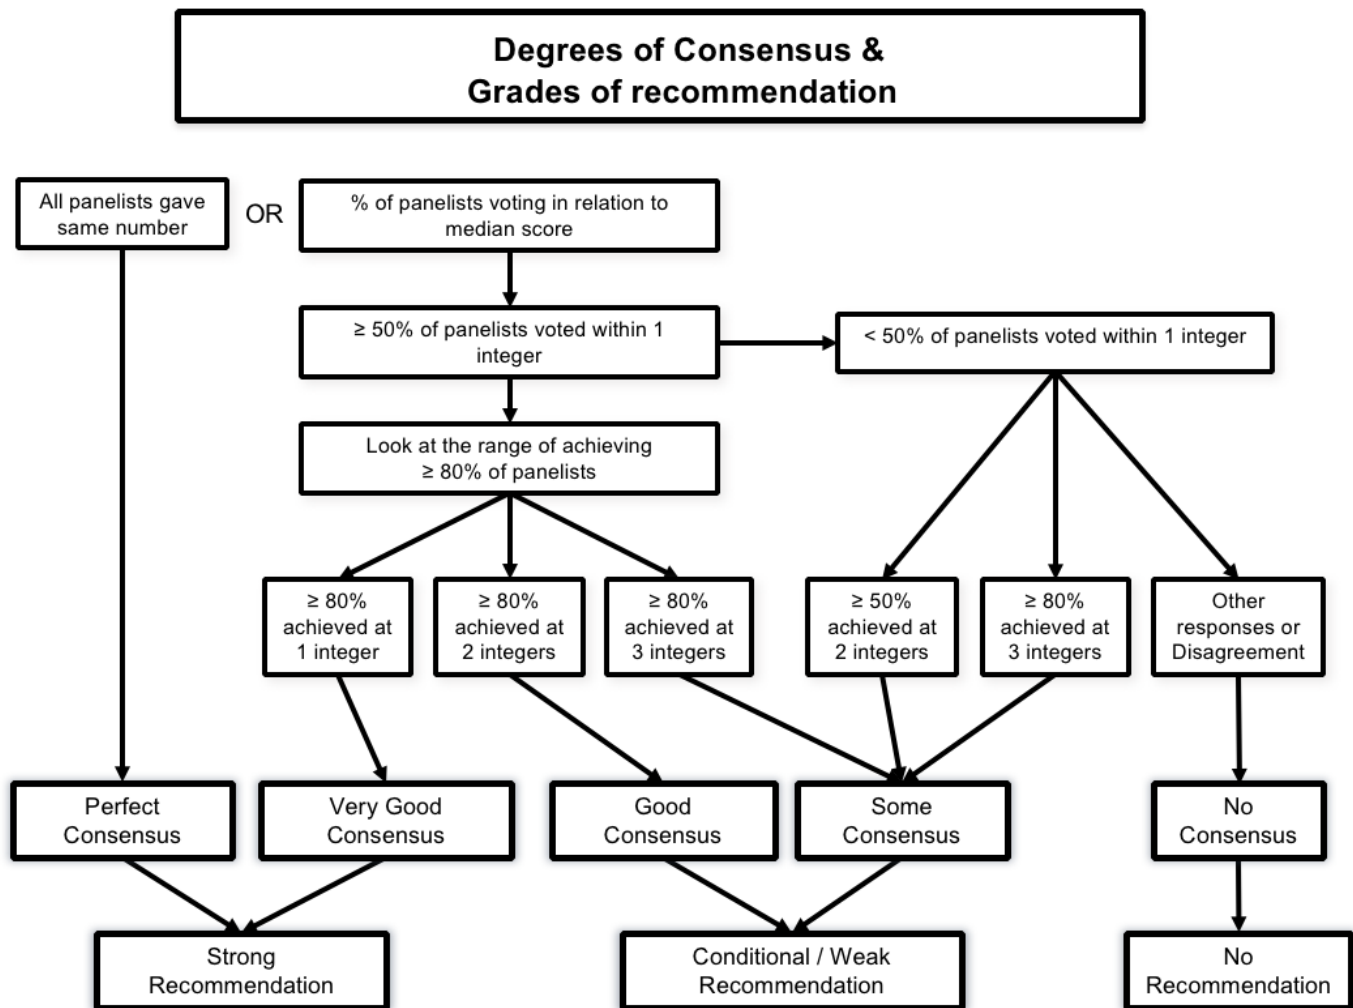 Degrees of Consensus &
Grades of recommendation
All panelists gave
same number
OR
% of panelists voting in relation to
median score
≥ 50% of panelists voted within 1
integer
< 50% of panelists voted within 1 integer
Look at the range of achieving
≥ 80% of panelists
≥ 80%
achieved at
1 integer
≥ 80%
achieved at
2 integers
≥ 80%
achieved at
3 integers
≥ 50%
achieved at
2 integers
≥ 80%
achieved at
3 integers
Other
responses or
Disagreement
Perfect
Consensus
Very Good
Consensus
Good
Consensus
Some
Consensus
No
Consensus
Strong
Recommendation
Conditional / Weak
Recommendation
No
Recommendation